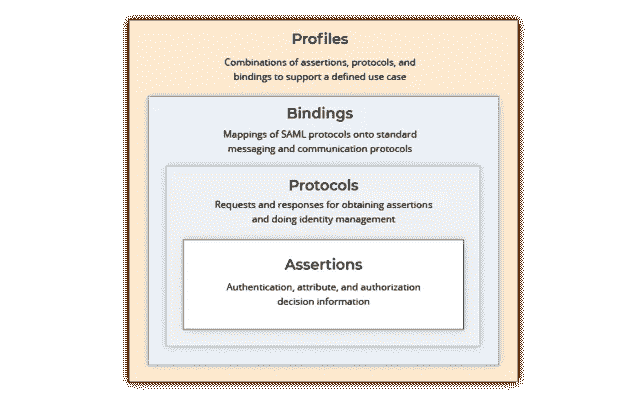 Profiles
Combinations of assertions, protocols, and
bindings to support a defined use case
Bindings
Mappings of SAML protocols onto standard
messaging and communication protocols
Protocols
Requests and responses for obtaining assertions
and doing identity management
Assertions
Authentication, attribute, and authorization
decision information